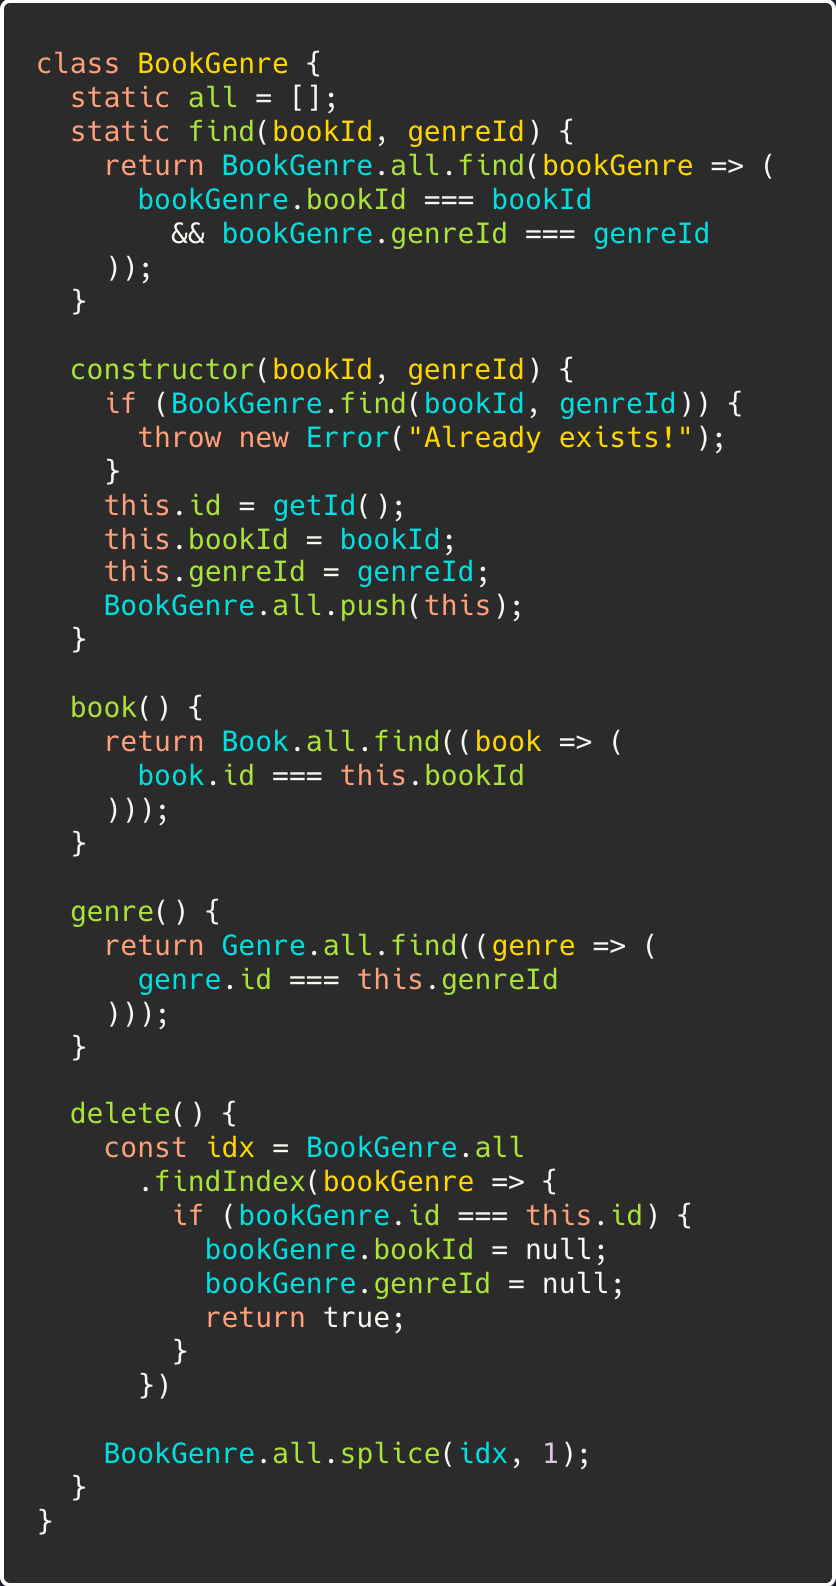 class BookGenre {
  static all = [];
  static find(bookId, genreId) {
    return BookGenre.all.find(bookGenre => (
      bookGenre.bookId === bookId
        && bookGenre.genreId === genreId
    ));
  }

  constructor(bookId, genreId) {
    if (BookGenre.find(bookId, genreId)) {
      throw new Error("Already exists!");
    }
    this.id = getId();
    this.bookId = bookId;
    this.genreId = genreId;
    BookGenre.all.push(this);
  }

  book() {
    return Book.all.find((book => (
      book.id === this.bookId
    )));
  }

  genre() {
    return Genre.all.find((genre => (
      genre.id === this.genreId
    )));
  }

  delete() {
    const idx = BookGenre.all
      .findIndex(bookGenre => {
        if (bookGenre.id === this.id) {
          bookGenre.bookId = null;
          bookGenre.genreId = null;
          return true;
        }
      })

    BookGenre.all.splice(idx, 1);
  }
}